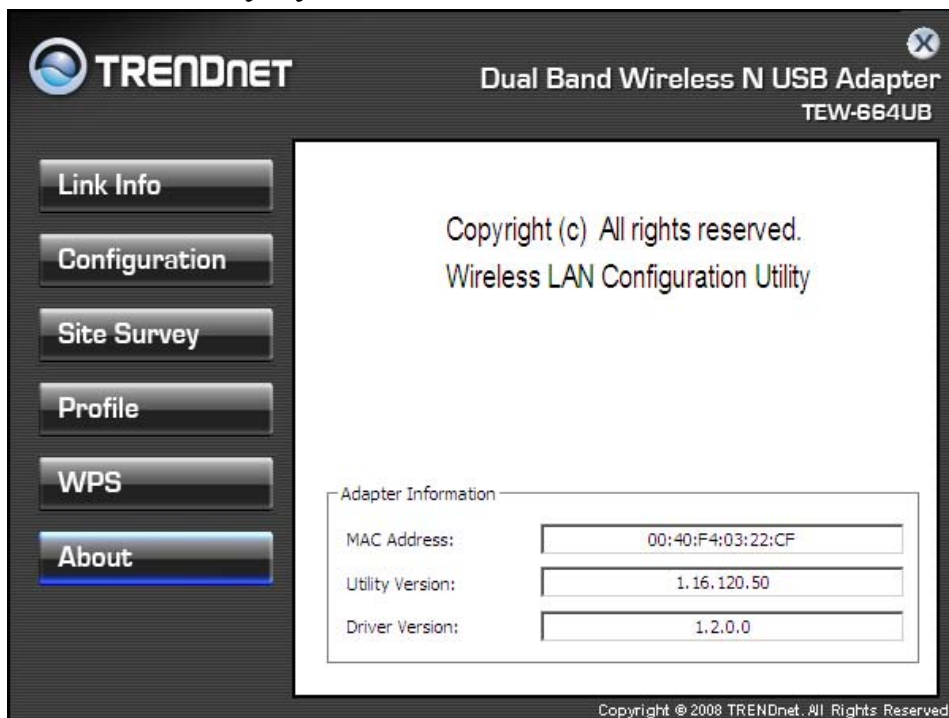 TRENDnet
Dual Band Wireless N USB Adapter
TEW-664UB
Link Info
Configuration
Site Survey
Profile
WPS
About
Copyright (c) All rights reserved.
Wireless LAN Configuration Utility
Adapter Information
MAC Address: 00:40:F4:03:22:CF
Utility Version: 1.16.120.50
Driver Version: 1.2.0.0
Copyright © 2008 TRENDnet. All Rights Reserved